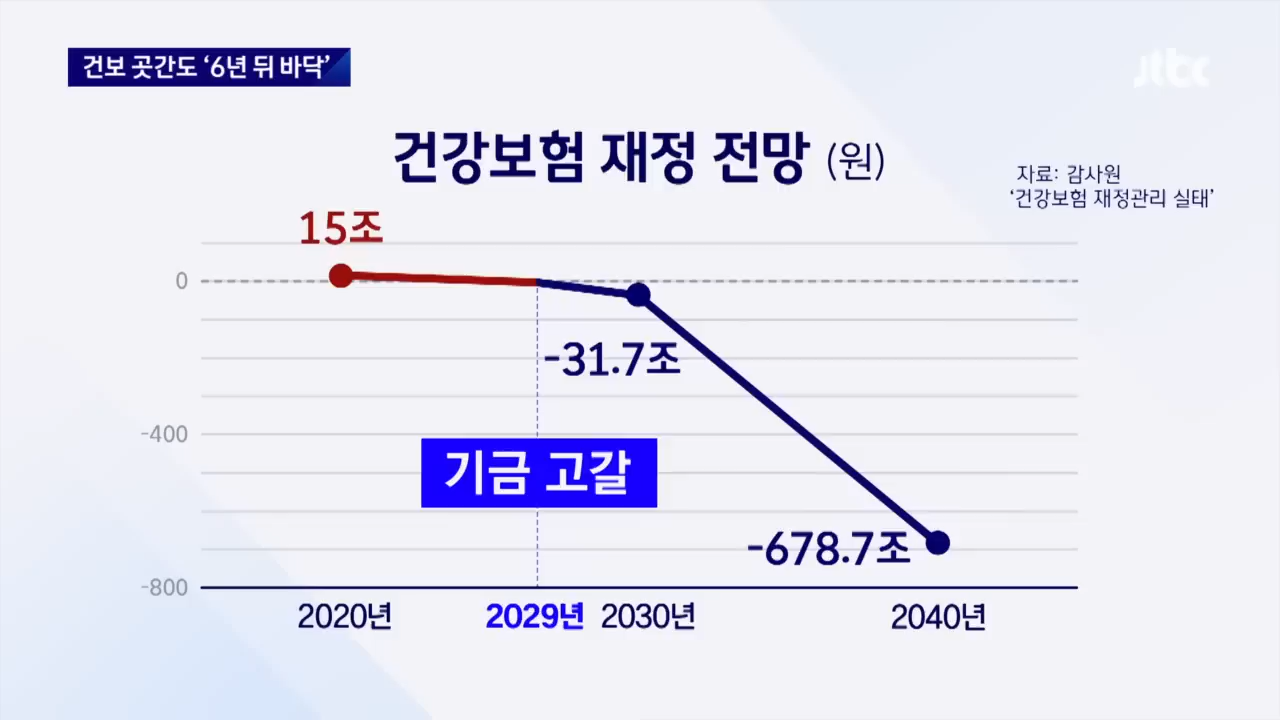 건보 곳간도 ‘6년 뒤 바닥’
jtbc
건강보험 재정 전망 (원)
자료: 감사원
‘건강보험 재정관리 실태’
15조
0
-31.7조
-400
기금 고갈
-678.7조
-800
2020년 2029년 2030년 2040년